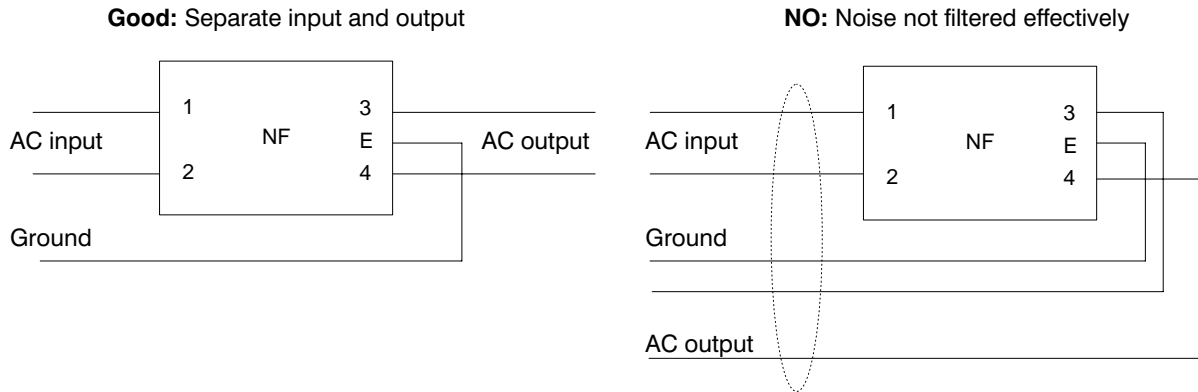 Good: Separate input and output
1
3
AC input
NF
E
AC output
2
4
Ground
NO: Noise not filtered effectively
1
3
AC input
NF
E
2
4
Ground
AC output